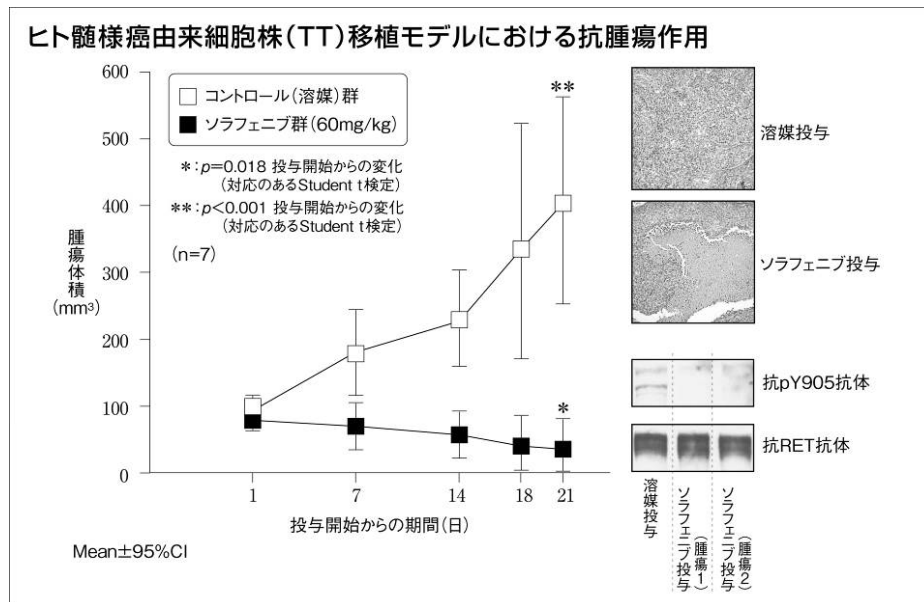 ヒト髄様癌由来細胞株（TT）移植モデルにおける抗腫瘍作用
600
500
400
300
200
100
0
腫瘍体積
（mm³）
□ コントロール（溶媒）群
■ ソラフェニブ群（60mg/kg）
*：p＝0.018 投与開始からの変化
（対応のあるStudent t検定）
**：p＜0.001 投与開始からの変化
（対応のあるStudent t検定）
（n=7）
**
*
1 7 14 18 21
投与開始からの期間（日）
Mean±95%CI
溶媒投与
ソラフェニブ投与
抗pY905抗体
抗RET抗体
溶媒投与
ソラフェニブ投与
（腫瘍1）
ソラフェニブ投与
（腫瘍2）